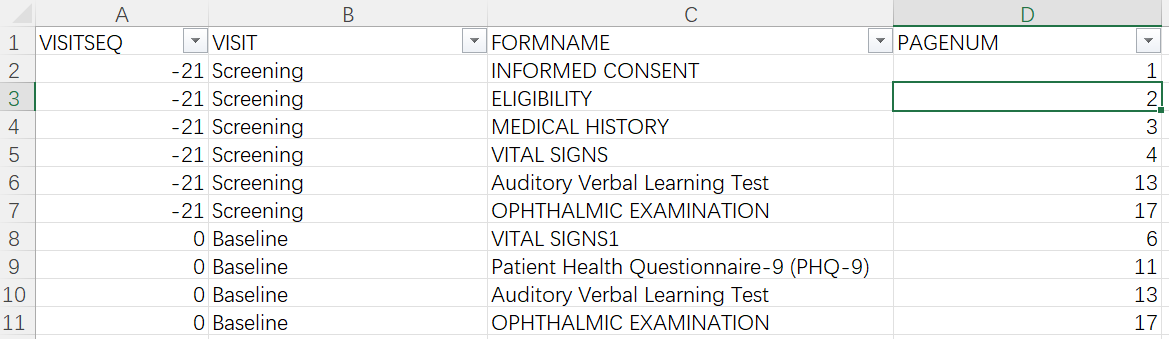 A B C D
1 VISITSEQ VISIT FORMNAME PAGENUM
2 -21 Screening INFORMED CONSENT 1
3 -21 Screening ELIGIBILITY 2
4 -21 Screening MEDICAL HISTORY 3
5 -21 Screening VITAL SIGNS 4
6 -21 Screening Auditory Verbal Learning Test 13
7 -21 Screening OPHTHALMIC EXAMINATION 17
8 0 Baseline VITAL SIGNS1 6
9 0 Baseline Patient Health Questionnaire-9 (PHQ-9) 11
10 0 Baseline Auditory Verbal Learning Test 13
11 0 Baseline OPHTHALMIC EXAMINATION 17